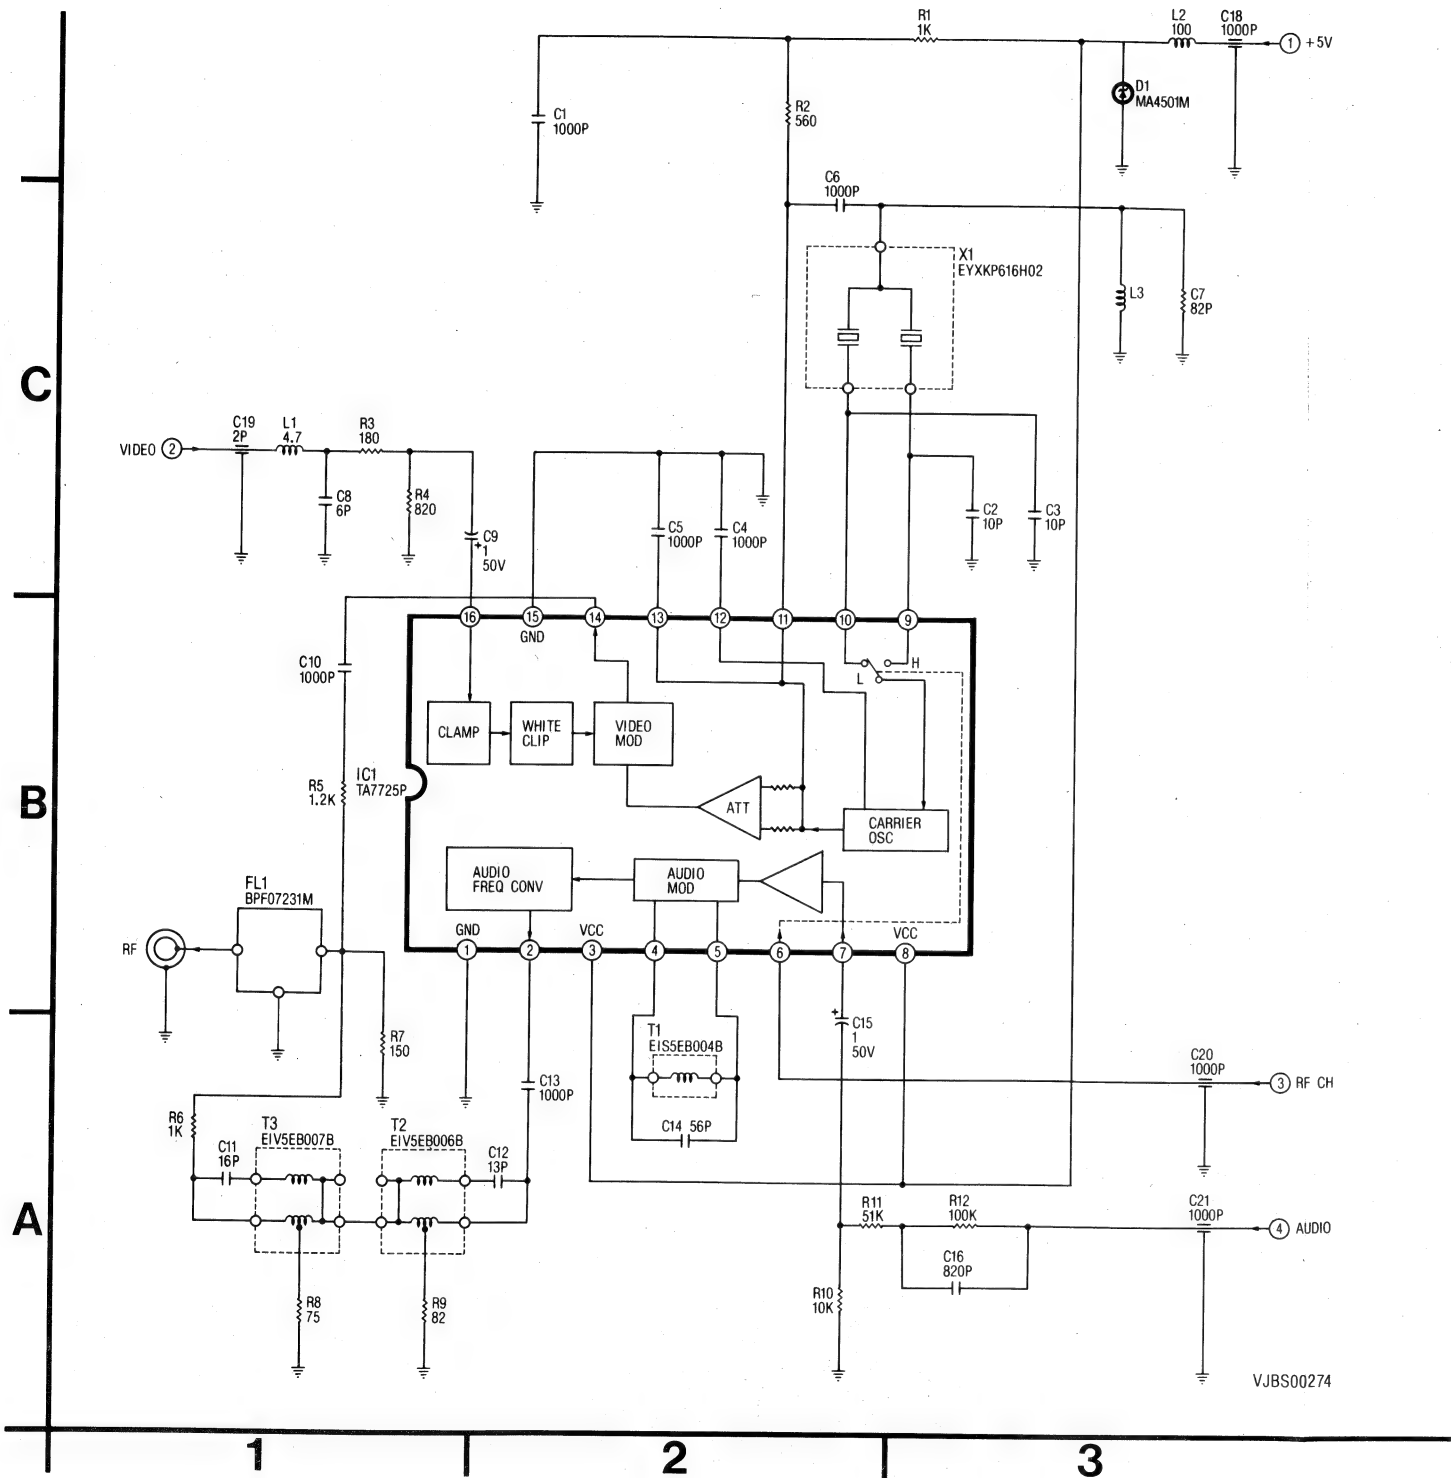 R1
1K
L2
100
C18
1000P
1 +5V
C1
1000P
R2
560
D1
MA4501M
C6
1000P
X1
EYXKP616H02
L3
C7
82P
C
VIDEO 2
C19
2P
L1
4.7
R3
180
C8
6P
R4
820
C9
+ 1
50V
C5
1000P
C4
1000P
C2
10P
C3
10P
16
15
14
13
12
11
10
9
GND
C10
1000P
H
L
CLAMP
WHITE
CLIP
VIDEO
MOD
IC1
TA7725P
R5
1.2K
B
ATT
CARRIER
OSC
AUDIO
FREQ CONV
AUDIO
MOD
FL1
BPF07231M
RF
GND
VCC
VCC
1
2
3
4
5
6
7
8
R7
150
T1
EIS5EB004B
+
C15
1
50V
C13
1000P
C14 56P
C20
1000P
3 RF CH
R6
1K
C11
16P
T3
EIV5EB007B
T2
EIV5EB006B
C12
13P
A
R11
51K
R12
100K
C21
1000P
4 AUDIO
C16
820P
R8
75
R9
82
R10
10K
VJBS00274
1
2
3